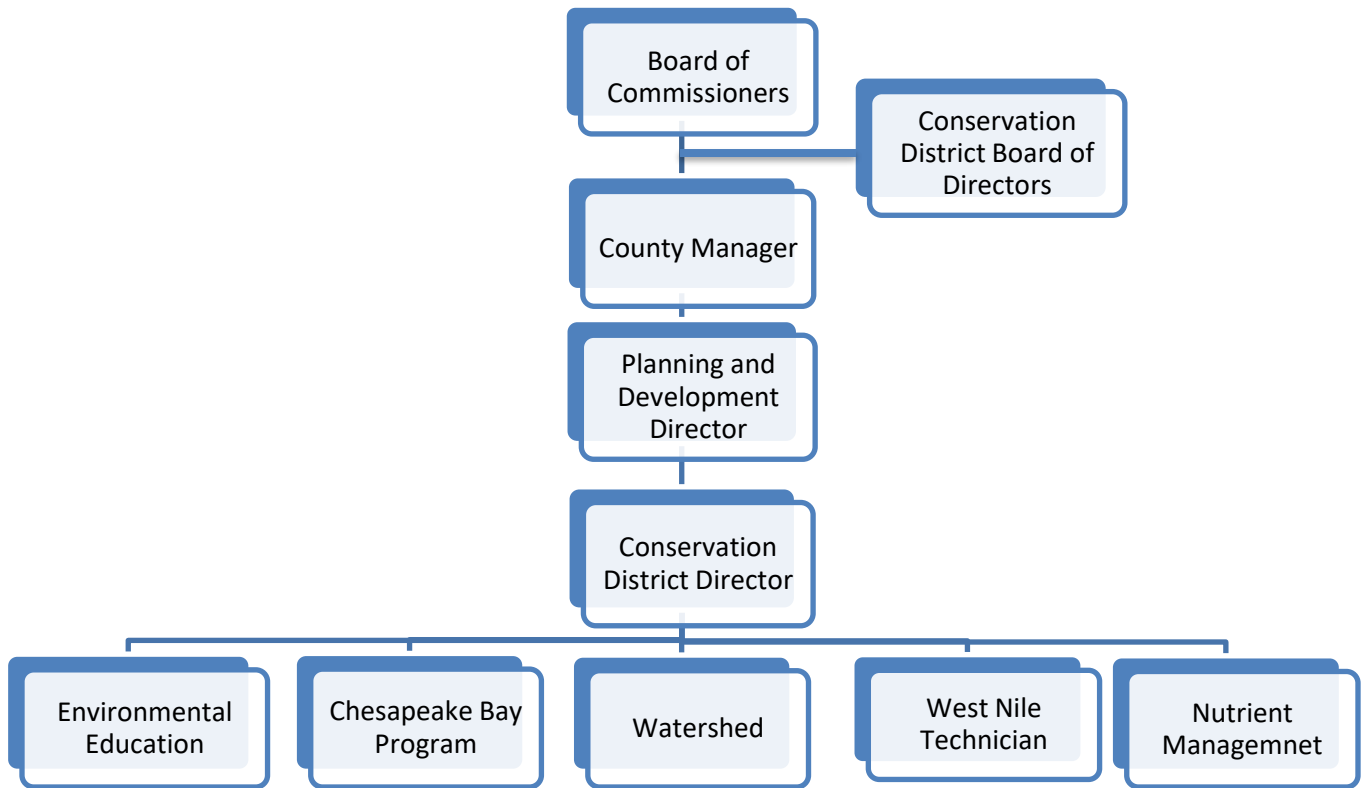 Board of
Commissioners
Conservation
District Board of
Directors
County Manager
Planning and
Development
Director
Conservation
District Director
Environmental
Education
Chesapeake Bay
Program
Watershed
West Nile
Technician
Nutrient
Managemnet